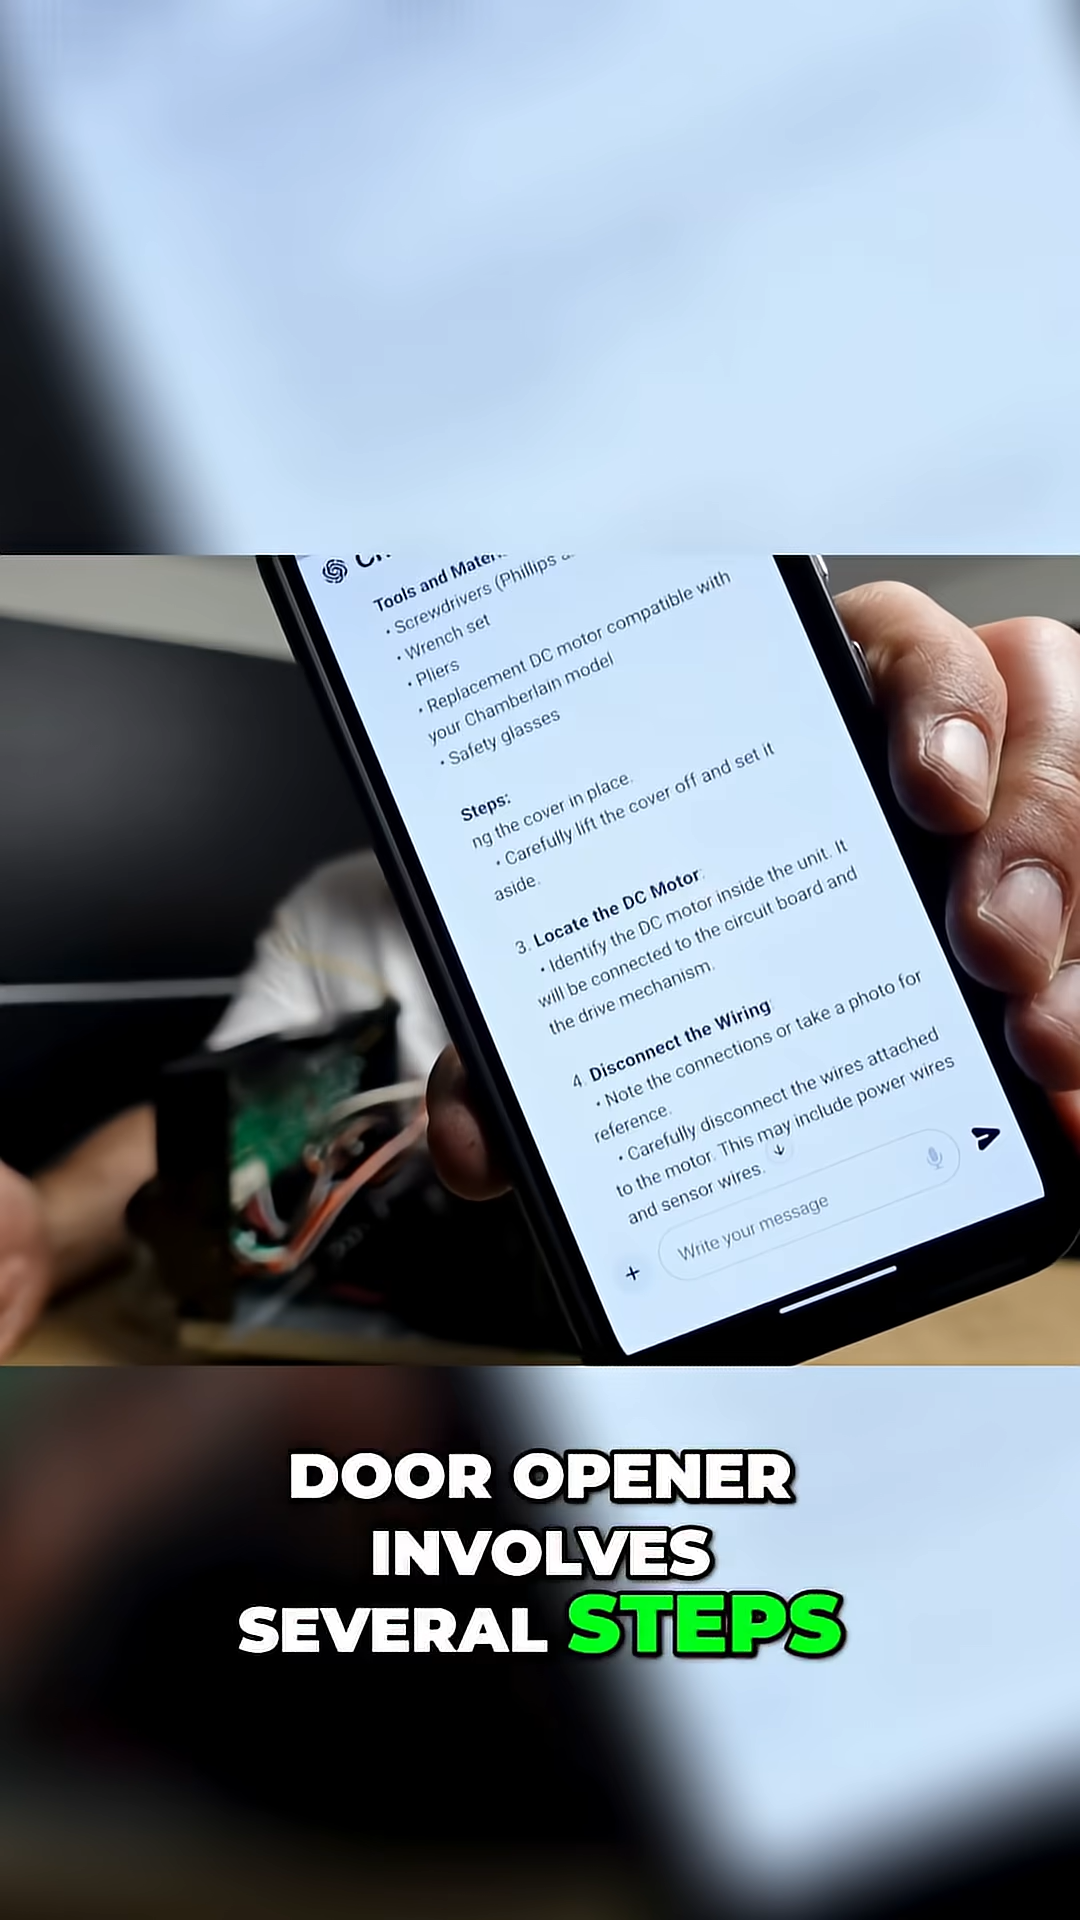 Tools and
• Screwdrivers (Phillips
• Wrench set
• Pliers
• Replacement DC motor compatible with
your Chamberlain model
• Safety glasses
Steps:
ng the cover in place.
• Carefully lift the cover off and set it
aside.
3. Locate the DC Motor:
• Identify the DC motor inside the unit. It
will be connected to the circuit board and
the drive mechanism.
4. Disconnect the Wiring:
• Note the connections or take a photo for
reference.
• Carefully disconnect the wires attached
to the motor. This may include power wires
and sensor wires.
Write your message
DOOR OPENER
INVOLVES
SEVERAL STEPS